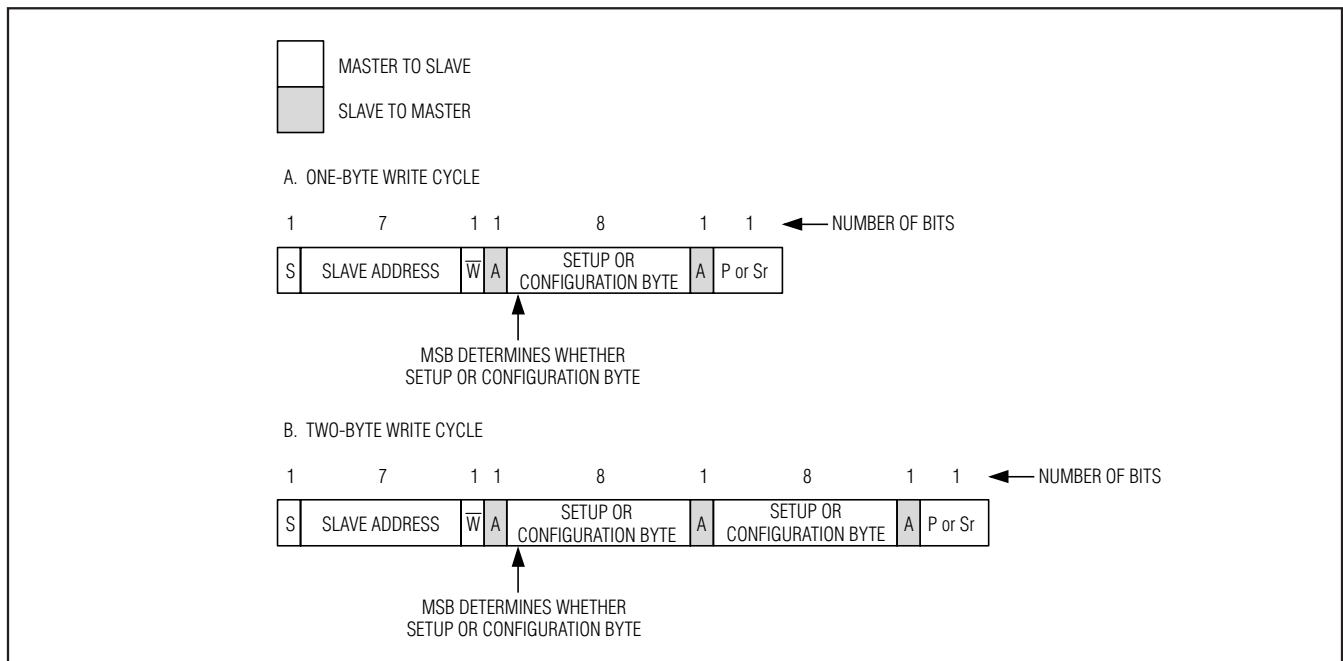 MASTER TO SLAVE
SLAVE TO MASTER
A. ONE-BYTE WRITE CYCLE
1 7 1 1 8 1 1 NUMBER OF BITS
S SLAVE ADDRESS W̅ A SETUP OR CONFIGURATION BYTE A P or Sr
MSB DETERMINES WHETHER
SETUP OR CONFIGURATION BYTE
B. TWO-BYTE WRITE CYCLE
1 7 1 1 8 1 8 1 1 NUMBER OF BITS
S SLAVE ADDRESS W̅ A SETUP OR CONFIGURATION BYTE A SETUP OR CONFIGURATION BYTE A P or Sr
MSB DETERMINES WHETHER
SETUP OR CONFIGURATION BYTE